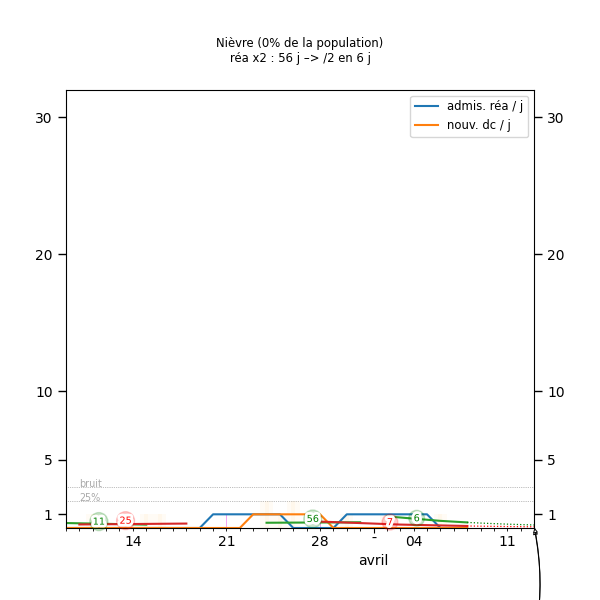 Nièvre (0% de la population)
réa x2 : 56 j –> /2 en 6 j
admis. réa / j
nouv. dc / j
30 30
20 20
10 10
5 5
bruit
25%
1 1
11 25 56 7 6
14 21 28 - 04 11
avril